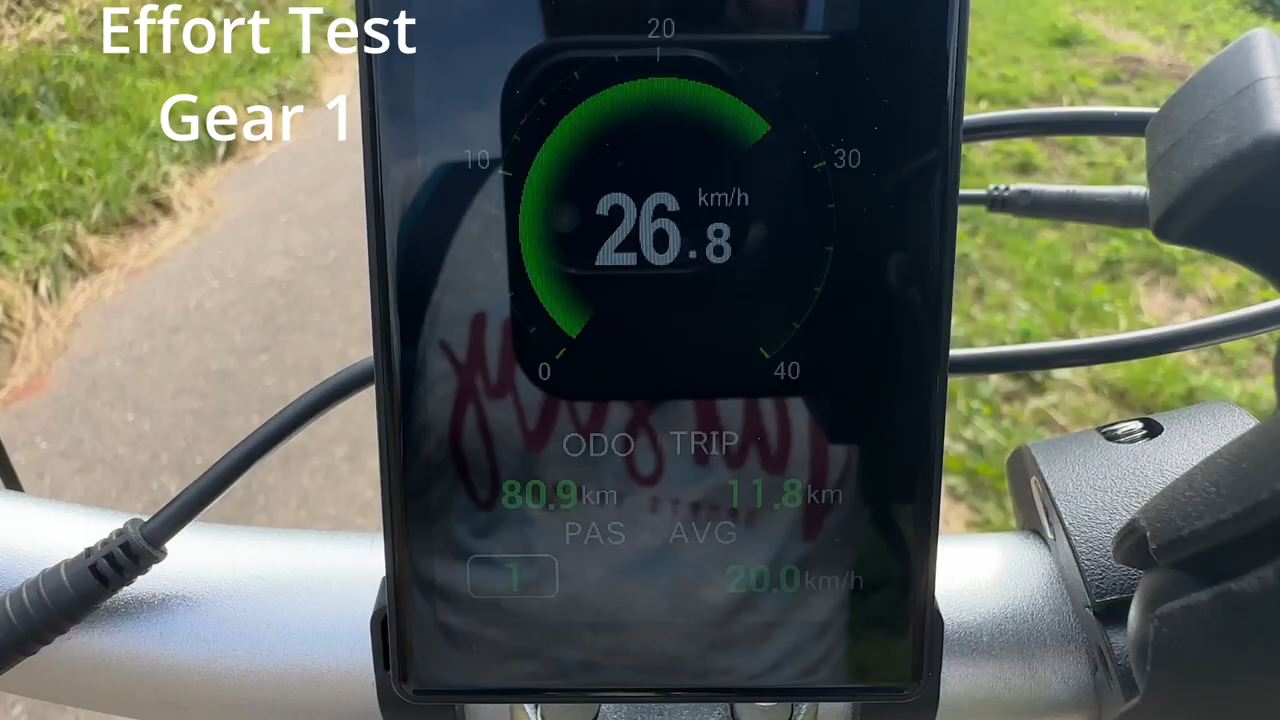 Effort Test
Gear 1
20
10
30
26.8 km/h
0
40
ODO TRIP
80.9km 11.8km
PAS AVG
1 20.0km/h